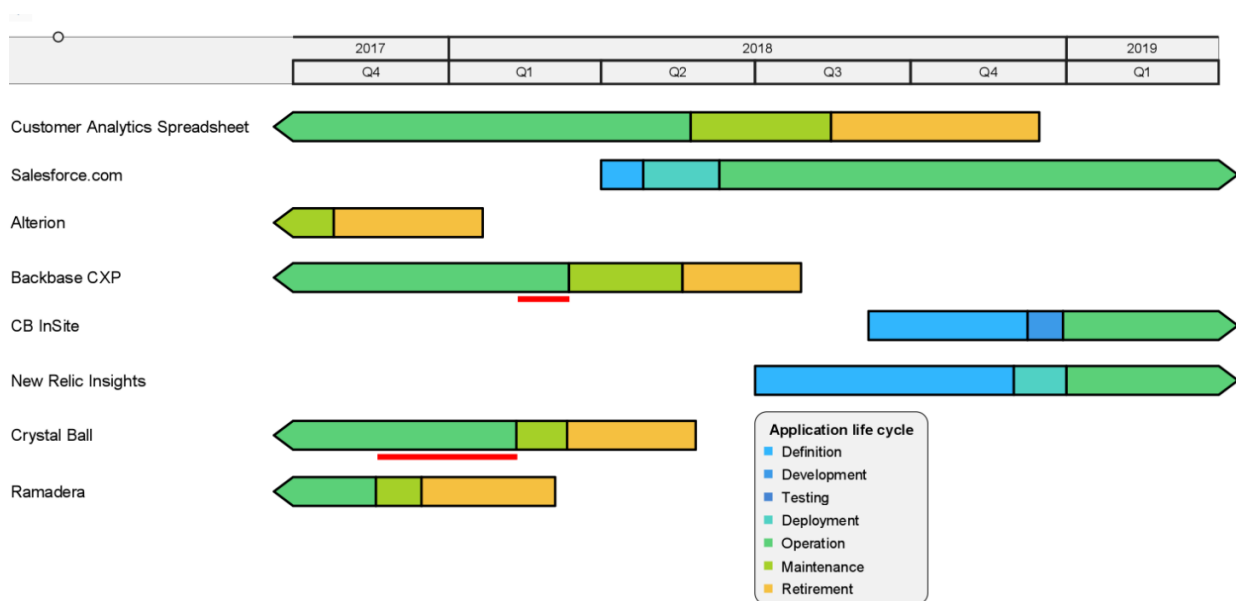 2017 2018 2019
Q4 Q1 Q2 Q3 Q4 Q1
Customer Analytics Spreadsheet
Salesforce.com
Alterion
Backbase CXP
CB InSite
New Relic Insights
Crystal Ball
Ramadera
Application life cycle
Definition
Development
Testing
Deployment
Operation
Maintenance
Retirement